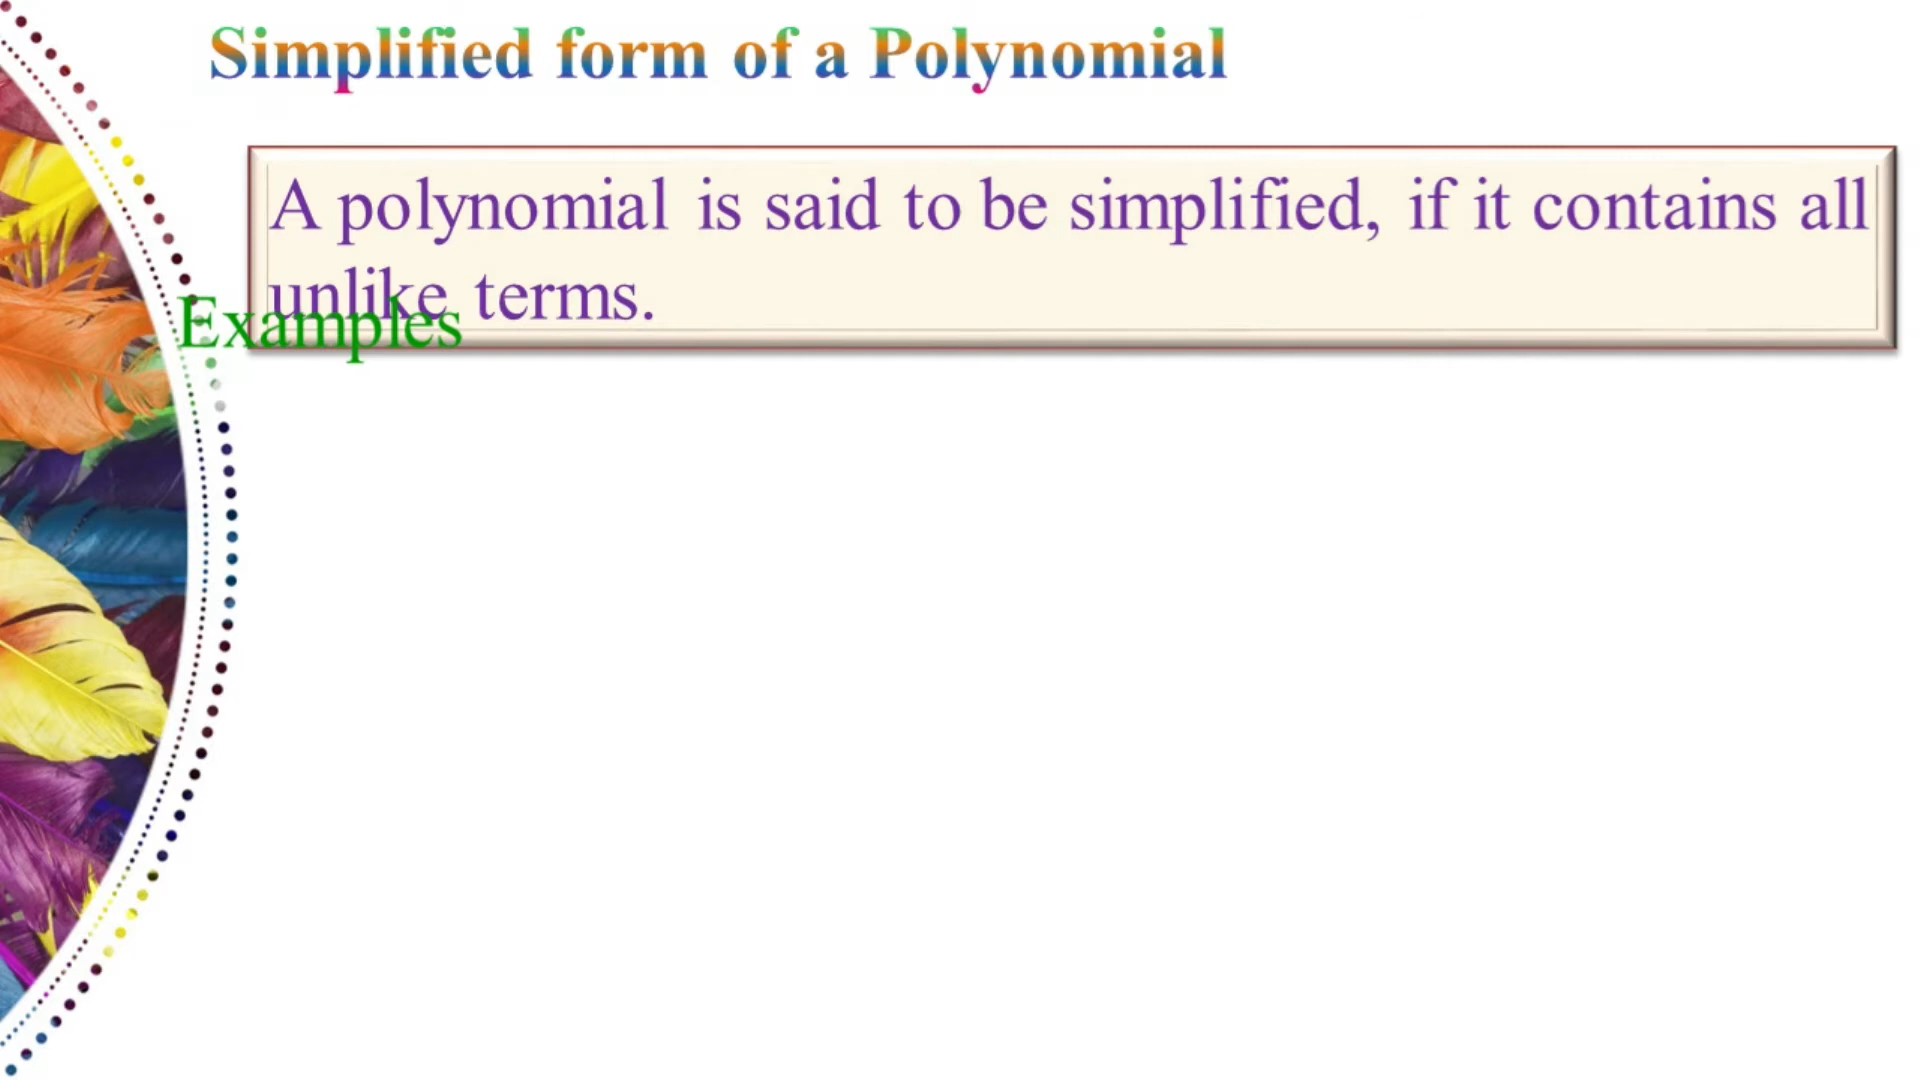 Simplified form of a Polynomial
A polynomial is said to be simplified, if it contains all
unlike terms.
Examples